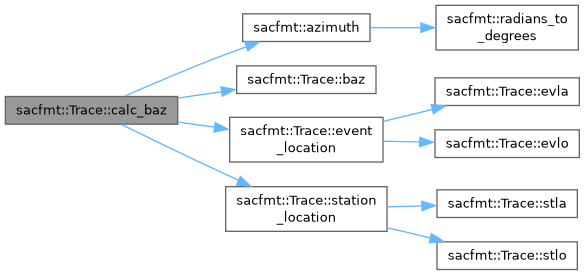 sacfmt::Trace::calc_baz
sacfmt::azimuth
sacfmt::radians_to
_degrees
sacfmt::Trace::baz
sacfmt::Trace::event
_location
sacfmt::Trace::evla
sacfmt::Trace::evlo
sacfmt::Trace::station
_location
sacfmt::Trace::stla
sacfmt::Trace::stlo